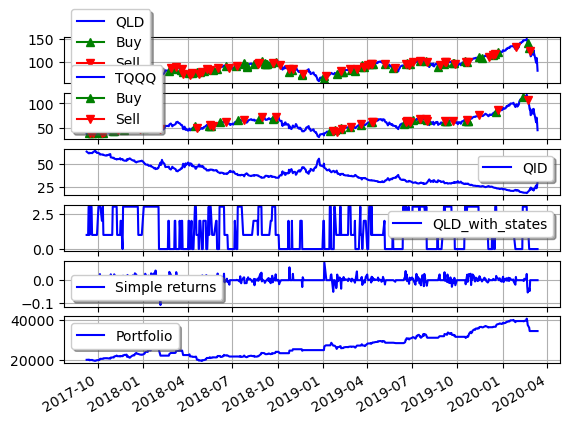 QLD
Buy
Sell
150
100
TQQQ
Buy
Sell
100
50
QID
50
25
QLD_with_states
2.5
0.0
Simple returns
0.0
−0.1
Portfolio
40000
20000
2017-10
2018-01
2018-04
2018-07
2018-10
2019-01
2019-04
2019-07
2019-10
2020-01
2020-04